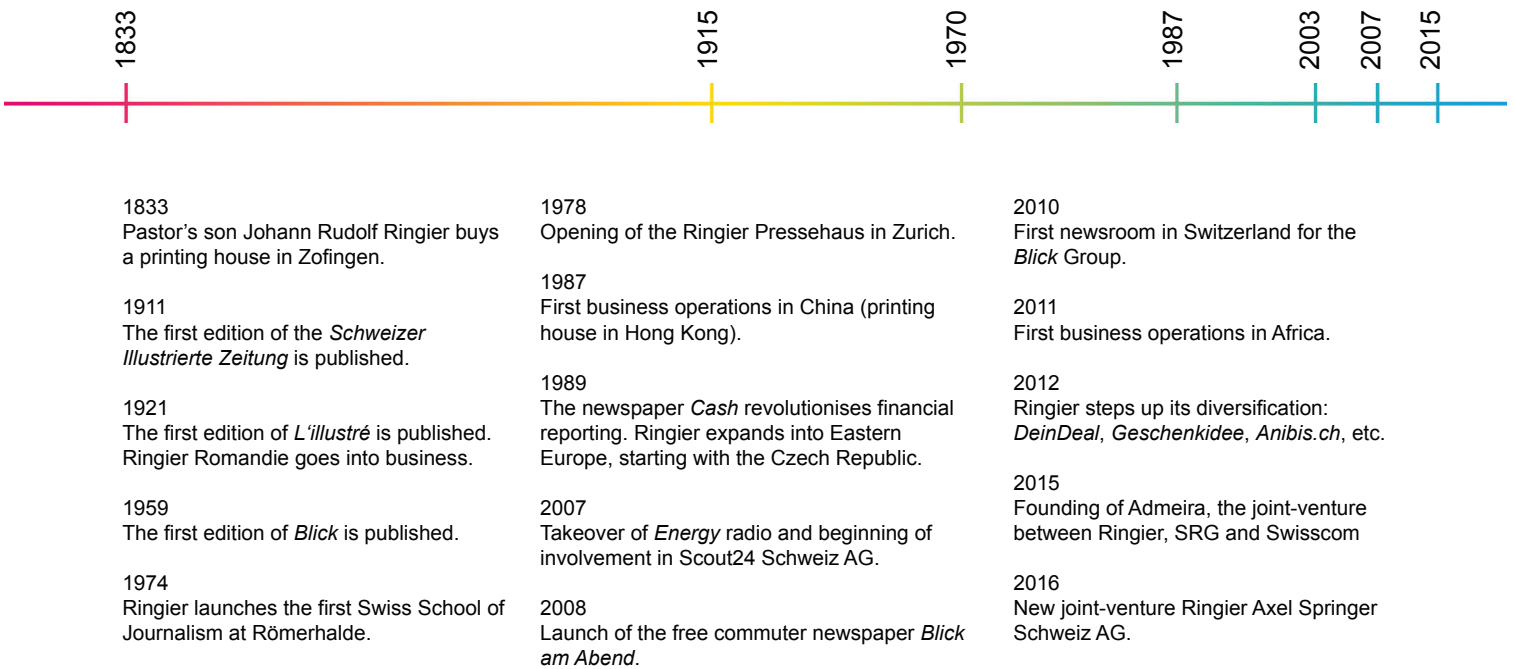 1833
1915
1970
1987
2003
2007
2015
1833
Pastor’s son Johann Rudolf Ringier buys
a printing house in Zofingen.
1911
The first edition of the Schweizer
Illustrierte Zeitung is published.
1921
The first edition of L‘illustré is published.
Ringier Romandie goes into business.
1959
The first edition of Blick is published.
1974
Ringier launches the first Swiss School of
Journalism at Römerhalde.
1978
Opening of the Ringier Pressehaus in Zurich.
1987
First business operations in China (printing
house in Hong Kong).
1989
The newspaper Cash revolutionises financial
reporting. Ringier expands into Eastern
Europe, starting with the Czech Republic.
2007
Takeover of Energy radio and beginning of
involvement in Scout24 Schweiz AG.
2008
Launch of the free commuter newspaper Blick
am Abend.
2010
First newsroom in Switzerland for the
Blick Group.
2011
First business operations in Africa.
2012
Ringier steps up its diversification:
DeinDeal, Geschenkidee, Anibis.ch, etc.
2015
Founding of Admeira, the joint-venture
between Ringier, SRG and Swisscom
2016
New joint-venture Ringier Axel Springer
Schweiz AG.